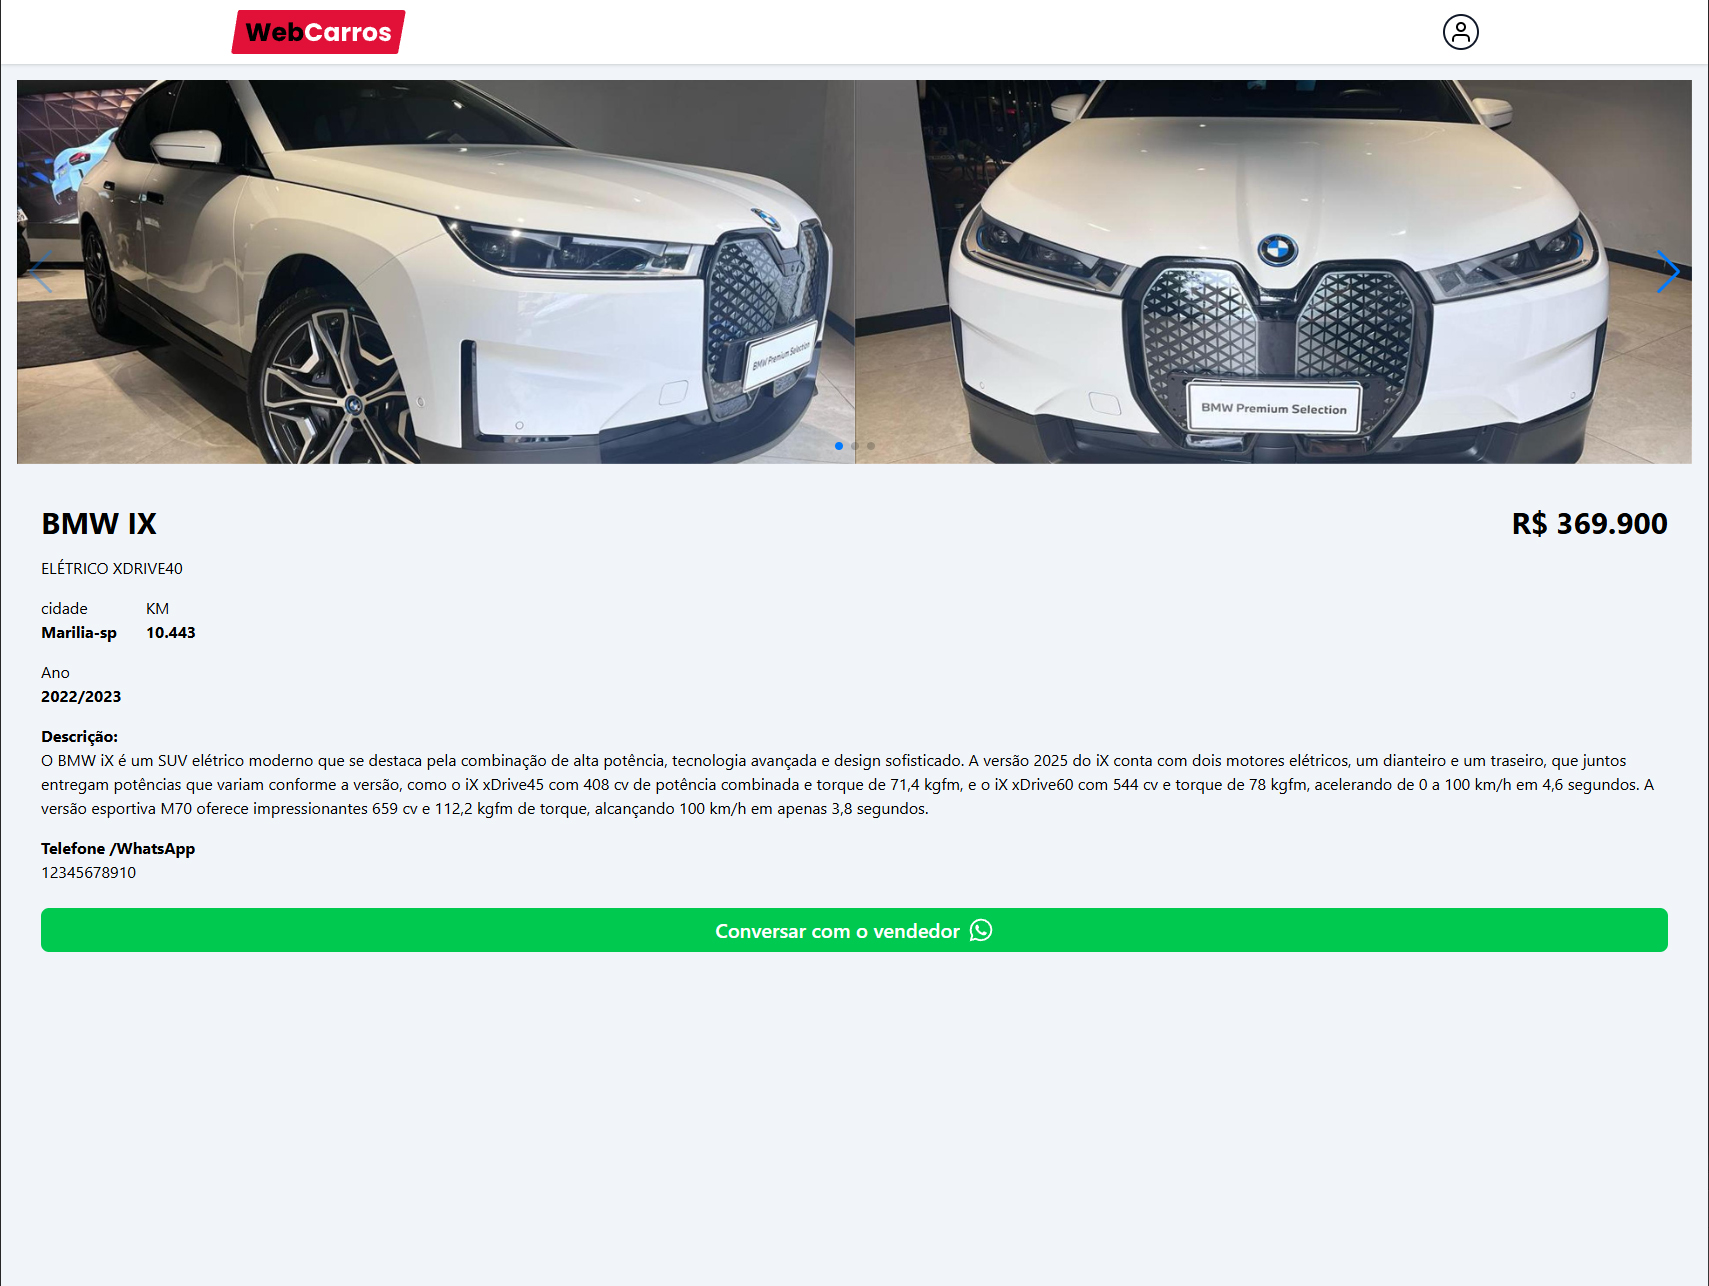 WebCarros
BMW Premium Selection
BMW Premium Selection
BMW IX
R$ 369.900
ELÉTRICO XDRIVE40
cidade KM
Marilia-sp 10.443
Ano
2022/2023
Descrição:
O BMW iX é um SUV elétrico moderno que se destaca pela combinação de alta potência, tecnologia avançada e design sofisticado. A versão 2025 do iX conta com dois motores elétricos, um dianteiro e um traseiro, que juntos
entregam potências que variam conforme a versão, como o iX xDrive45 com 408 cv de potência combinada e torque de 71,4 kgfm, e o iX xDrive60 com 544 cv e torque de 78 kgfm, acelerando de 0 a 100 km/h em 4,6 segundos. A
versão esportiva M70 oferece impressionantes 659 cv e 112,2 kgfm de torque, alcançando 100 km/h em apenas 3,8 segundos.
Telefone /WhatsApp
12345678910
Conversar com o vendedor